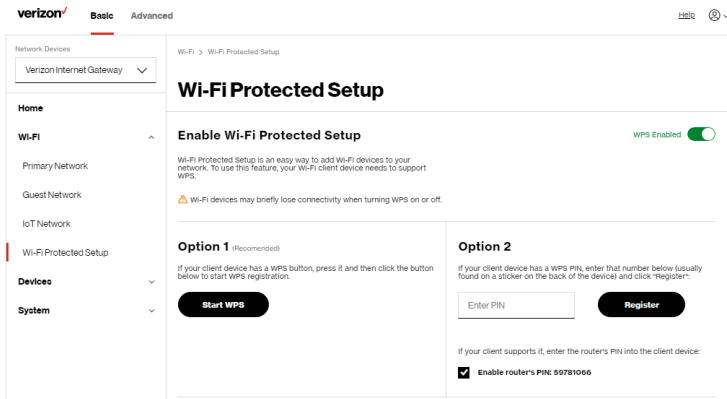 verizon✓
Basic Advanced
Help
Network Devices
Verizon Internet Gateway
Home
Wi-Fi
Primary Network
Guest Network
IoT Network
Wi-Fi Protected Setup
Devices
System
Wi-Fi > Wi-Fi Protected Setup
Wi-Fi Protected Setup
Enable Wi-Fi Protected Setup
WPS Enabled
Wi-Fi Protected Setup is an easy way to add Wi-Fi devices to your
network. To use this feature, your Wi-Fi client device needs to support
WPS.
Wi-Fi devices may briefly lose connectivity when turning WPS on or off.
Option 1 (Recomended)
If your client device has a WPS button, press it and then click the button
below to start WPS registration.
Start WPS
Option 2
If your client device has a WPS PIN, enter that number below (usually
found on a sticker on the back of the device) and click "Register":
Enter PIN
Register
If your client supports it, enter the router's PIN into the client device:
Enable router's PIN: 59781066